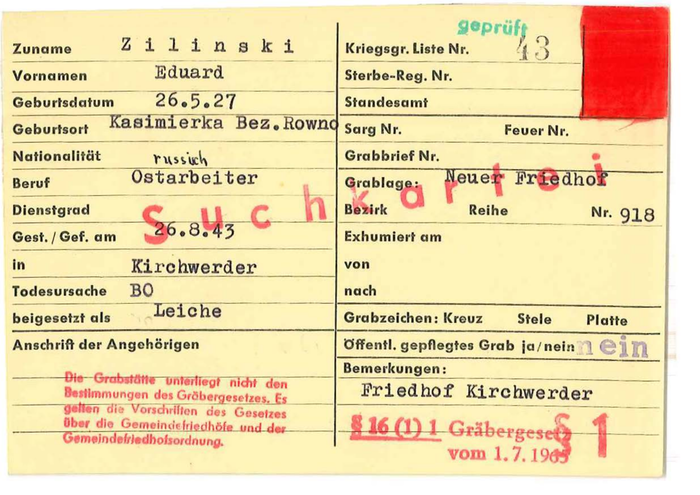 geprüft
Zuname Zilinski
Vornamen Eduard
Geburtsdatum 26.5.27
Geburtsort Kasimierka Bez.Rowno
Nationalität russisch
Beruf Ostarbeiter
Dienstgrad
Gest./Gef. am 26.8.43
in Kirchwerder
Todesursache BO
beigesetzt als Leiche
Anschrift der Angehörigen
Die Grabstätte unterliegt nicht den
Bestimmungen des Gräbergesetzes. Es
gelten die Vorschriften des Gesetzes
über die Gemeindefriedhöfe und der
Gemeindefriedhofsordnung.
Suchkartei
Kriegsgr. Liste Nr. 43
Sterbe-Reg. Nr.
Standesamt
Sarg Nr. Feuer Nr.
Grabbrief Nr.
Grablage: Neuer Friedhof
Bezirk Reihe Nr. 918
Exhumiert am
von
nach
Grabzeichen: Kreuz Stele Platte
Öffentl. gepflegtes Grab ja/nein nein
Bemerkungen:
Friedhof Kirchwerder
§ 16 (1) 1 Gräbergesetz
vom 1.7.1965
§ 1